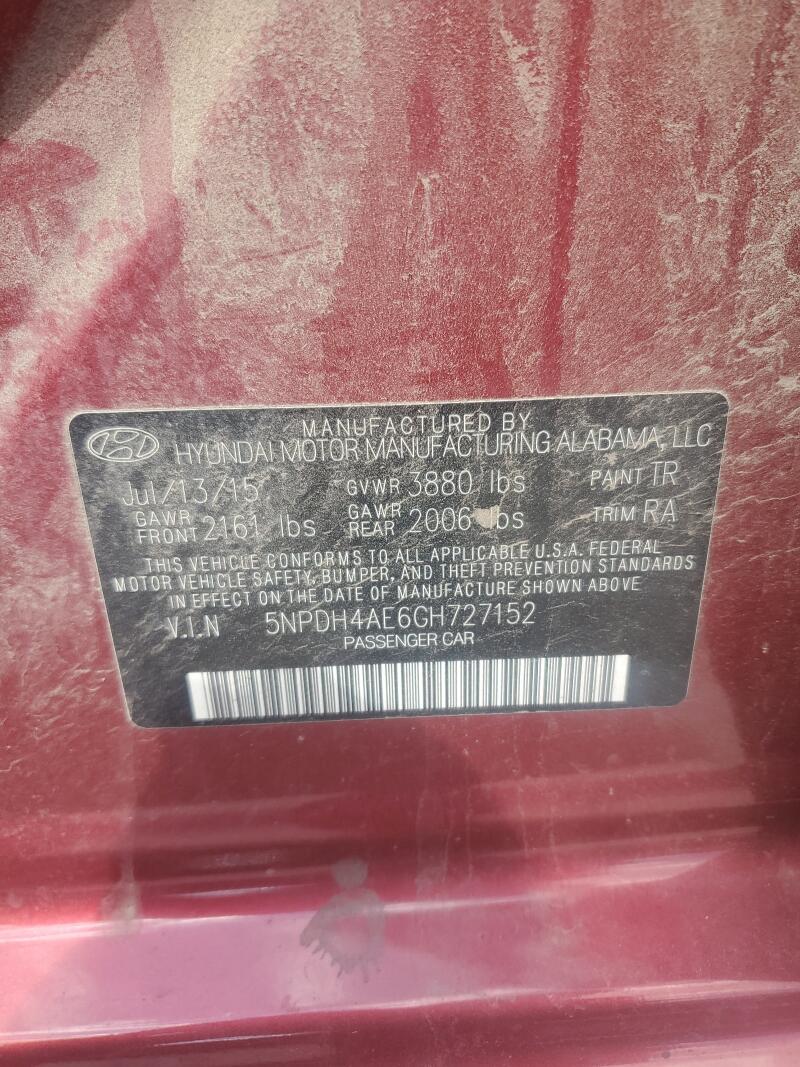 MANUFACTURED BY
HYUNDAI MOTOR MANUFACTURING ALABAMA, LLC
Jul/13/15 GVWR 3880 lbs PAINT TR
GAWR FRONT 2161 lbs GAWR REAR 2006 lbs TRIM RA
THIS VEHICLE CONFORMS TO ALL APPLICABLE U.S.A. FEDERAL
MOTOR VEHICLE SAFETY, BUMPER, AND THEFT PREVENTION STANDARDS
IN EFFECT ON THE DATE OF MANUFACTURE SHOWN ABOVE
V.I.N 5NPDH4AE6GH727152
PASSENGER CAR